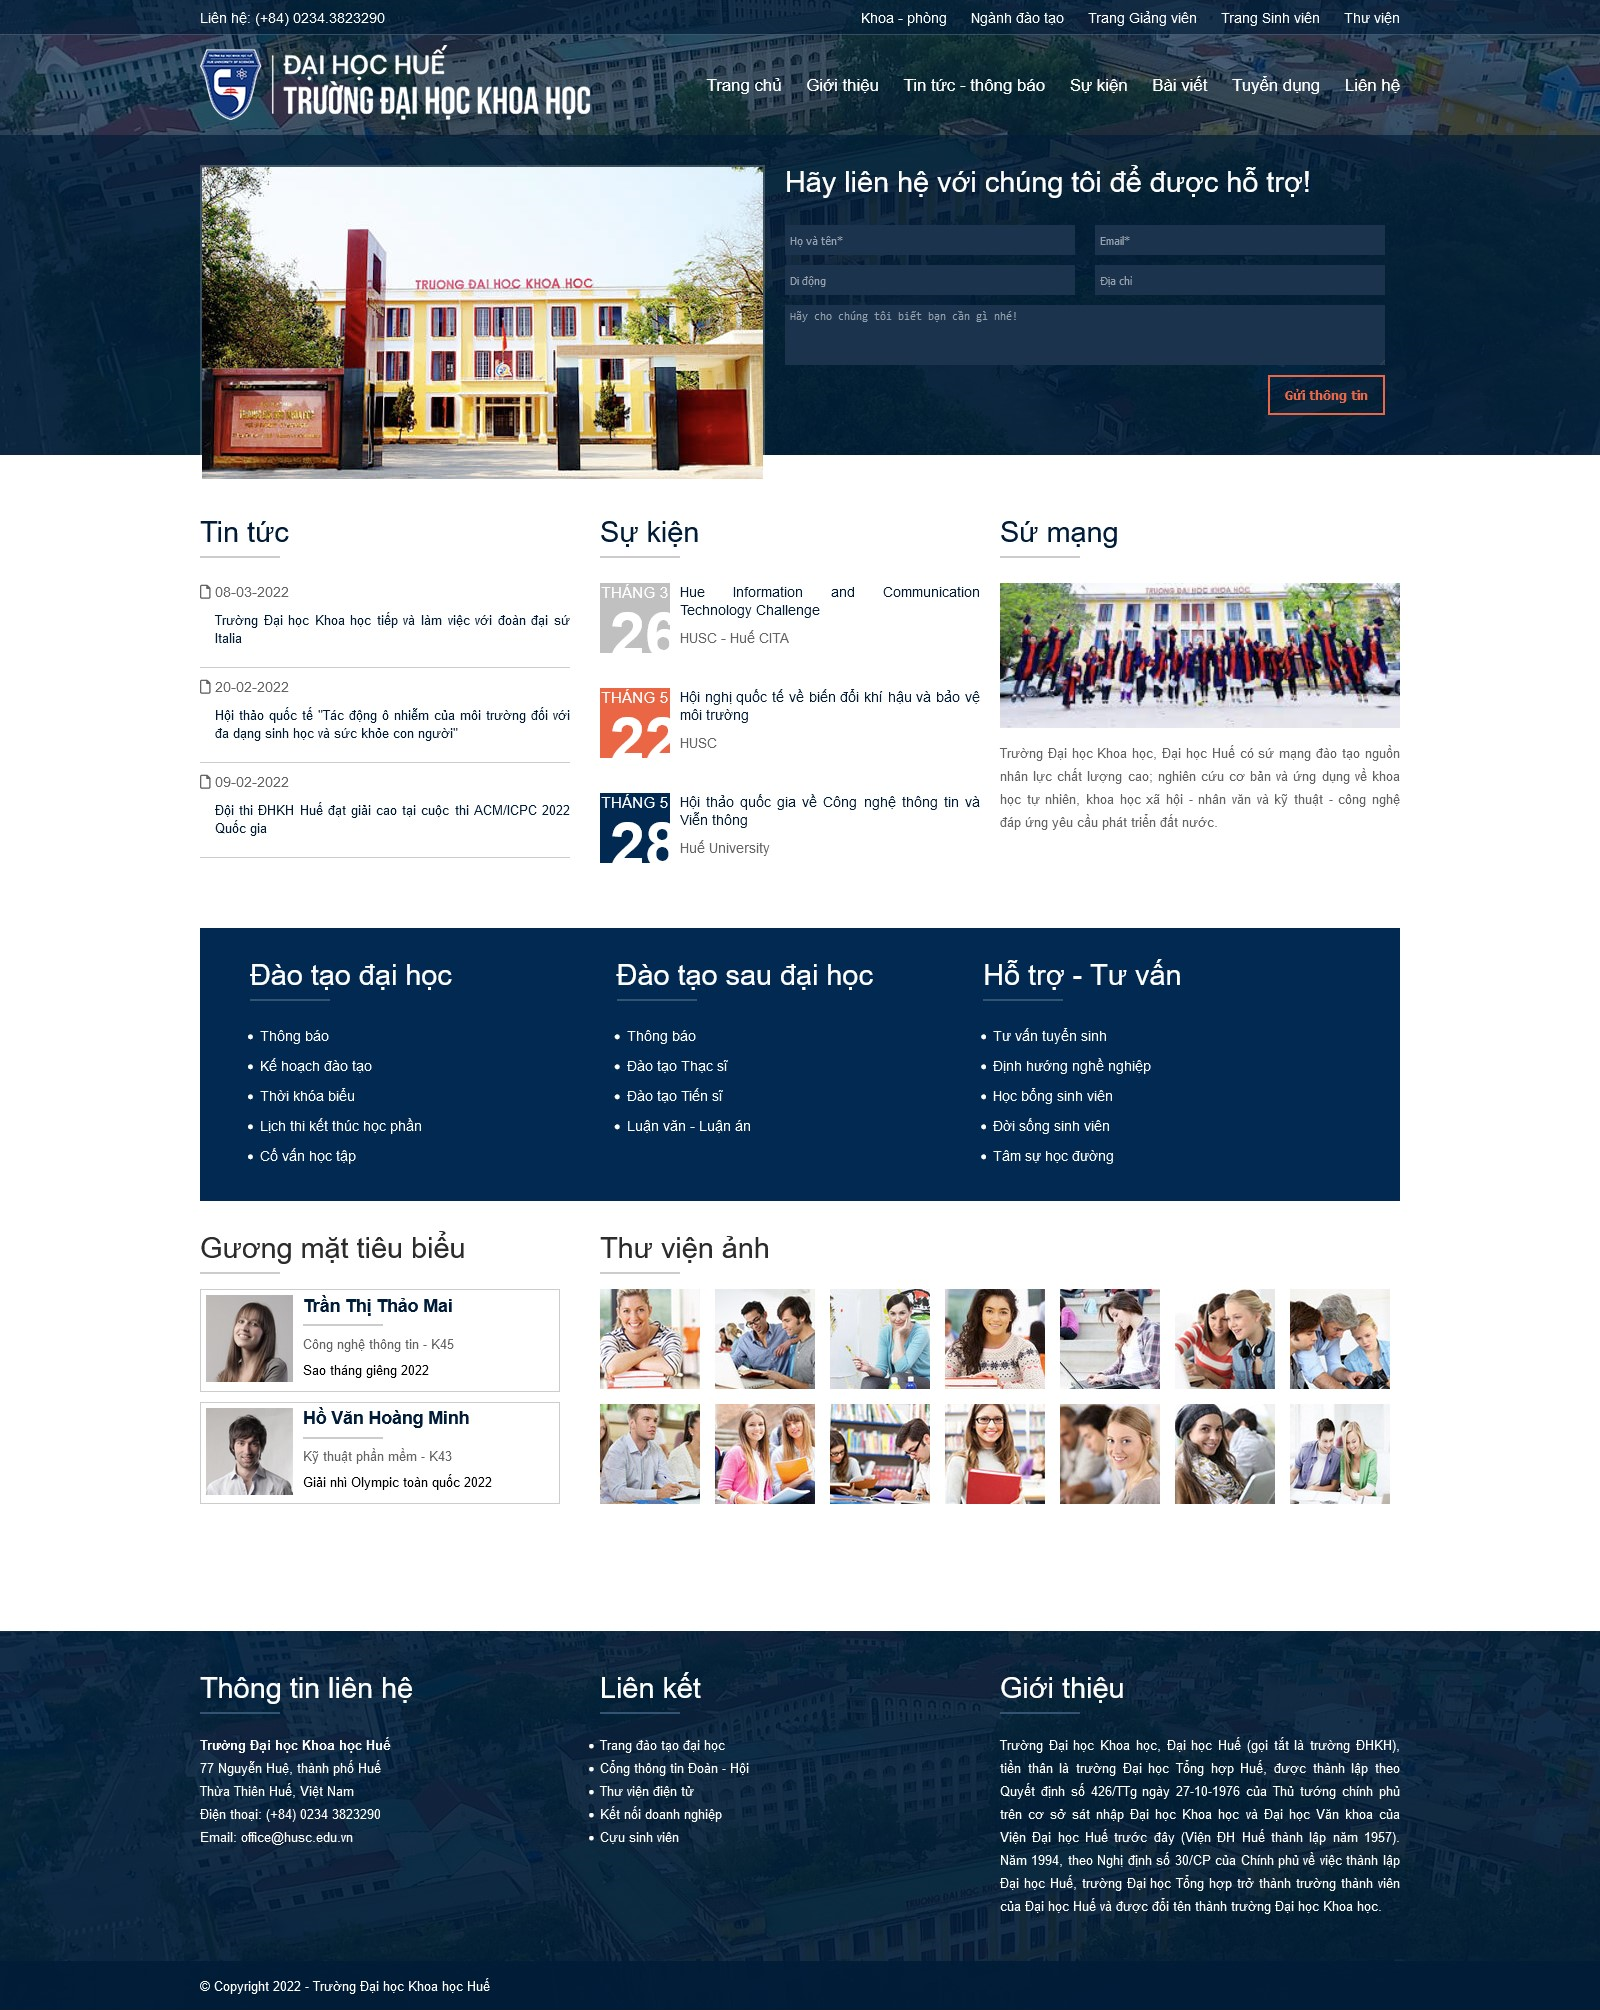 Liên hệ: (+84) 0234.3823290
Khoa - phòng Ngành đào tạo Trang Giảng viên Trang Sinh viên Thư viện
ĐẠI HỌC HUẾ
TRƯỜNG ĐẠI HỌC KHOA HỌC
Trang chủ Giới thiệu Tin tức - thông báo Sự kiện Bài viết Tuyển dụng Liên hệ
TRUONG ĐAI HOC KHOA HOC
Hãy liên hệ với chúng tôi để được hỗ trợ!
Họ và tên* Email*
Di động Địa chỉ
Hãy cho chúng tôi biết bạn cần gì nhé!
Gửi thông tin
Tin tức
08-03-2022
Trường Đại học Khoa học tiếp và làm việc với đoàn đại sứ
Italia
20-02-2022
Hội thảo quốc tế "Tác động ô nhiễm của môi trường đối với
đa dạng sinh học và sức khỏe con người"
09-02-2022
Đội thi ĐHKH Huế đạt giải cao tại cuộc thi ACM/ICPC 2022
Quốc gia
Sự kiện
THÁNG 3
26
Hue Information and Communication
Technology Challenge
HUSC - Huế CITA
THÁNG 5
22
Hội nghị quốc tế về biến đổi khí hậu và bảo vệ
môi trường
HUSC
THÁNG 5
28
Hội thảo quốc gia về Công nghệ thông tin và
Viễn thông
Huế University
Sứ mạng
Trường Đại học Khoa học, Đại học Huế có sứ mạng đào tạo nguồn
nhân lực chất lượng cao; nghiên cứu cơ bản và ứng dụng về khoa
học tự nhiên, khoa học xã hội - nhân văn và kỹ thuật - công nghệ
đáp ứng yêu cầu phát triển đất nước.
Đào tạo đại học
Thông báo
Kế hoạch đào tạo
Thời khóa biểu
Lịch thi kết thúc học phần
Cố vấn học tập
Đào tạo sau đại học
Thông báo
Đào tạo Thạc sĩ
Đào tạo Tiến sĩ
Luận văn - Luận án
Hỗ trợ - Tư vấn
Tư vấn tuyển sinh
Định hướng nghề nghiệp
Học bổng sinh viên
Đời sống sinh viên
Tâm sự học đường
Gương mặt tiêu biểu
Trần Thị Thảo Mai
Công nghệ thông tin - K45
Sao tháng giêng 2022
Hồ Văn Hoàng Minh
Kỹ thuật phần mềm - K43
Giải nhì Olympic toàn quốc 2022
Thư viện ảnh
Thông tin liên hệ
Trường Đại học Khoa học Huế
77 Nguyễn Huệ, thành phố Huế
Thừa Thiên Huế, Việt Nam
Điện thoại: (+84) 0234 3823290
Email: office@husc.edu.vn
Liên kết
Trang đào tạo đại học
Cổng thông tin Đoàn - Hội
Thư viện điện tử
Kết nối doanh nghiệp
Cựu sinh viên
Giới thiệu
Trường Đại học Khoa học, Đại học Huế (gọi tắt là trường ĐHKH),
tiền thân là trường Đại học Tổng hợp Huế, được thành lập theo
Quyết định số 426/TTg ngày 27-10-1976 của Thủ tướng chính phủ
trên cơ sở sát nhập Đại học Khoa học và Đại học Văn khoa của
Viện Đại học Huế trước đây (Viện ĐH Huế thành lập năm 1957).
Năm 1994, theo Nghị định số 30/CP của Chính phủ về việc thành lập
Đại học Huế, trường Đại học Tổng hợp trở thành trường thành viên
của Đại học Huế và được đổi tên thành trường Đại học Khoa học.
© Copyright 2022 - Trường Đại học Khoa học Huế